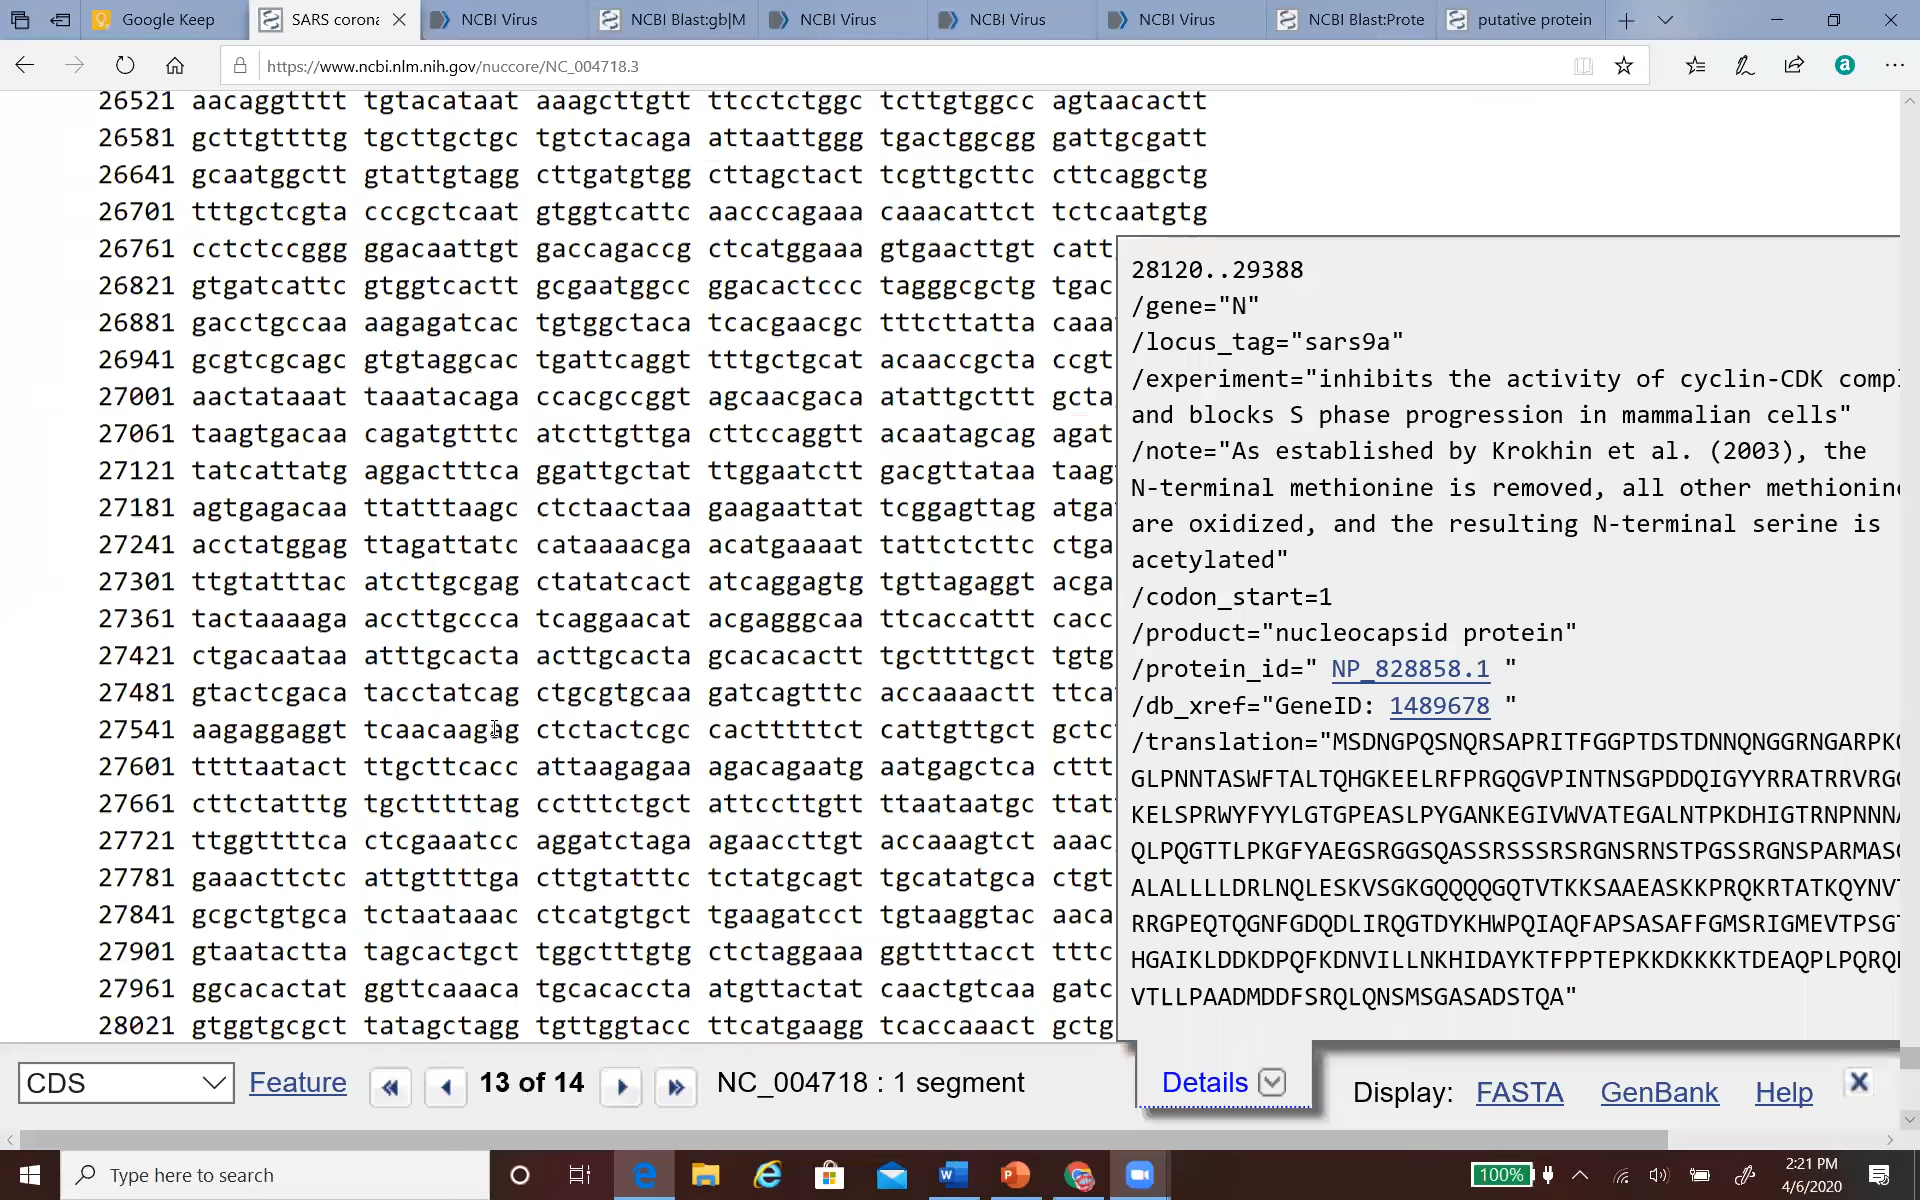 Google Keep
SARS corona
NCBI Virus
NCBI Blast:gb|M
NCBI Virus
NCBI Virus
NCBI Virus
NCBI Blast:Prote
putative protein
https://www.ncbi.nlm.nih.gov/nuccore/NC_004718.3
26521 aacaggtttt tgtacataat aaagcttgtt ttcctctggc tcttgtggcc agtaacactt
26581 gcttgttttg tgcttgctgc tgtctacaga attaattggg tgactggcgg gattgcgatt
26641 gcaatggctt gtattgtagg cttgatgtgg cttagctact tcgttgcttc cttcaggctg
26701 tttgctcgta cccgctcaat gtggtcattc aacccagaaa caaacattct tctcaatgtg
26761 cctctccggg ggacaattgt gaccagaccg ctcatggaaa gtgaacttgt catt
26821 gtgatcattc gtggtcactt gcgaatggcc ggacactccc tagggcgctg tgac
26881 gacctgccaa aagagatcac tgtggctaca tcacgaacgc tttcttatta caaa
26941 gcgtcgcagc gtgtaggcac tgattcaggt tttgctgcat acaaccgcta ccgt
27001 aactataaat taaatacaga ccacgccggt agcaacgaca atattgcttt gcta
27061 taagtgacaa cagatgtttc atcttgttga cttccaggtt acaatagcag agat
27121 tatcattatg aggactttca ggattgctat ttggaatctt gacgttataa taag
27181 agtgagacaa ttatttaagc ctctaactaa gaagaattat tcggagttag atga
27241 acctatggag ttagattatc cataaaacga acatgaaaat tattctcttc ctga
27301 ttgtatttac atcttgcgag ctatatcact atcaggagtg tgttagaggt acga
27361 tactaaaaga accttgccca tcaggaacat acgagggcaa ttcaccattt cacc
27421 ctgacaataa atttgcacta acttgcacta gcacacactt tgcttttgct tgtg
27481 gtactcgaca tacctatcag ctgcgtgcaa gatcagtttc accaaaactt ttca
27541 aagaggaggt tcaacaagag ctctactcgc cactttttct cattgttgct gctc
27601 ttttaatact ttgcttcacc attaagagaa agacagaatg aatgagctca cttt
27661 cttctatttg tgctttttag cctttctgct attccttgtt ttaataatgc ttat
27721 ttggttttca ctcgaaatcc aggatctaga agaaccttgt accaaagtct aaac
27781 gaaacttctc attgttttga cttgtatttc tctatgcagt tgcatatgca ctgt
27841 gcgctgtgca tctaataaac ctcatgtgct tgaagatcct tgtaaggtac aaca
27901 gtaatactta tagcactgct tggctttgtg ctctaggaaa ggttttacct tttc
27961 ggcacactat ggttcaaaca tgcacaccta atgttactat caactgtcaa gatc
28021 gtggtgcgct tatagctagg tgttggtacc ttcatgaagg tcaccaaact gctg
28120..29388
/gene="N"
/locus_tag="sars9a"
/experiment="inhibits the activity of cyclin-CDK compl
and blocks S phase progression in mammalian cells"
/note="As established by Krokhin et al. (2003), the
N-terminal methionine is removed, all other methionine
are oxidized, and the resulting N-terminal serine is
acetylated"
/codon_start=1
/product="nucleocapsid protein"
/protein_id=" NP_828858.1 "
/db_xref="GeneID: 1489678 "
/translation="MSDNGPQSNQRSAPRITFGGPTDSTDNNQNGGRNGARPK
GLPNNTASWFTALTQHGKEELRFPRGQGVPINTNSGPDDQIGYYRRATRRVRG
KELSPRWYFYYLGTGPEASLPYGANKEGIVWVATEGALNTPKDHIGTRNPNNN
QLPQGTTLPKGFYAEGSRGGSQASSRSSSRSRGNSRNSTPGSSRGNSPARMAS
ALALLLLDRLNQLESKVSGKGQQQQGQTVTKKSAAEASKKPRQKRTATKQYNV
RRGPEQTQGNFGDQDLIRQGTDYKHWPQIAQFAPSASAFFGMSRIGMEVTPSG
HGAIKLDDKDPQFKDNVILLNKHIDAYKTFPPTEPKKDKKKKTDEAQPLPQRQ
VTLLPAADMDDFSRQLQNSMSGASADSTQA"
CDS
Feature
13 of 14
NC_004718 : 1 segment
Details
Display:
FASTA
GenBank
Help
Type here to search
100%
2:21 PM
4/6/2020